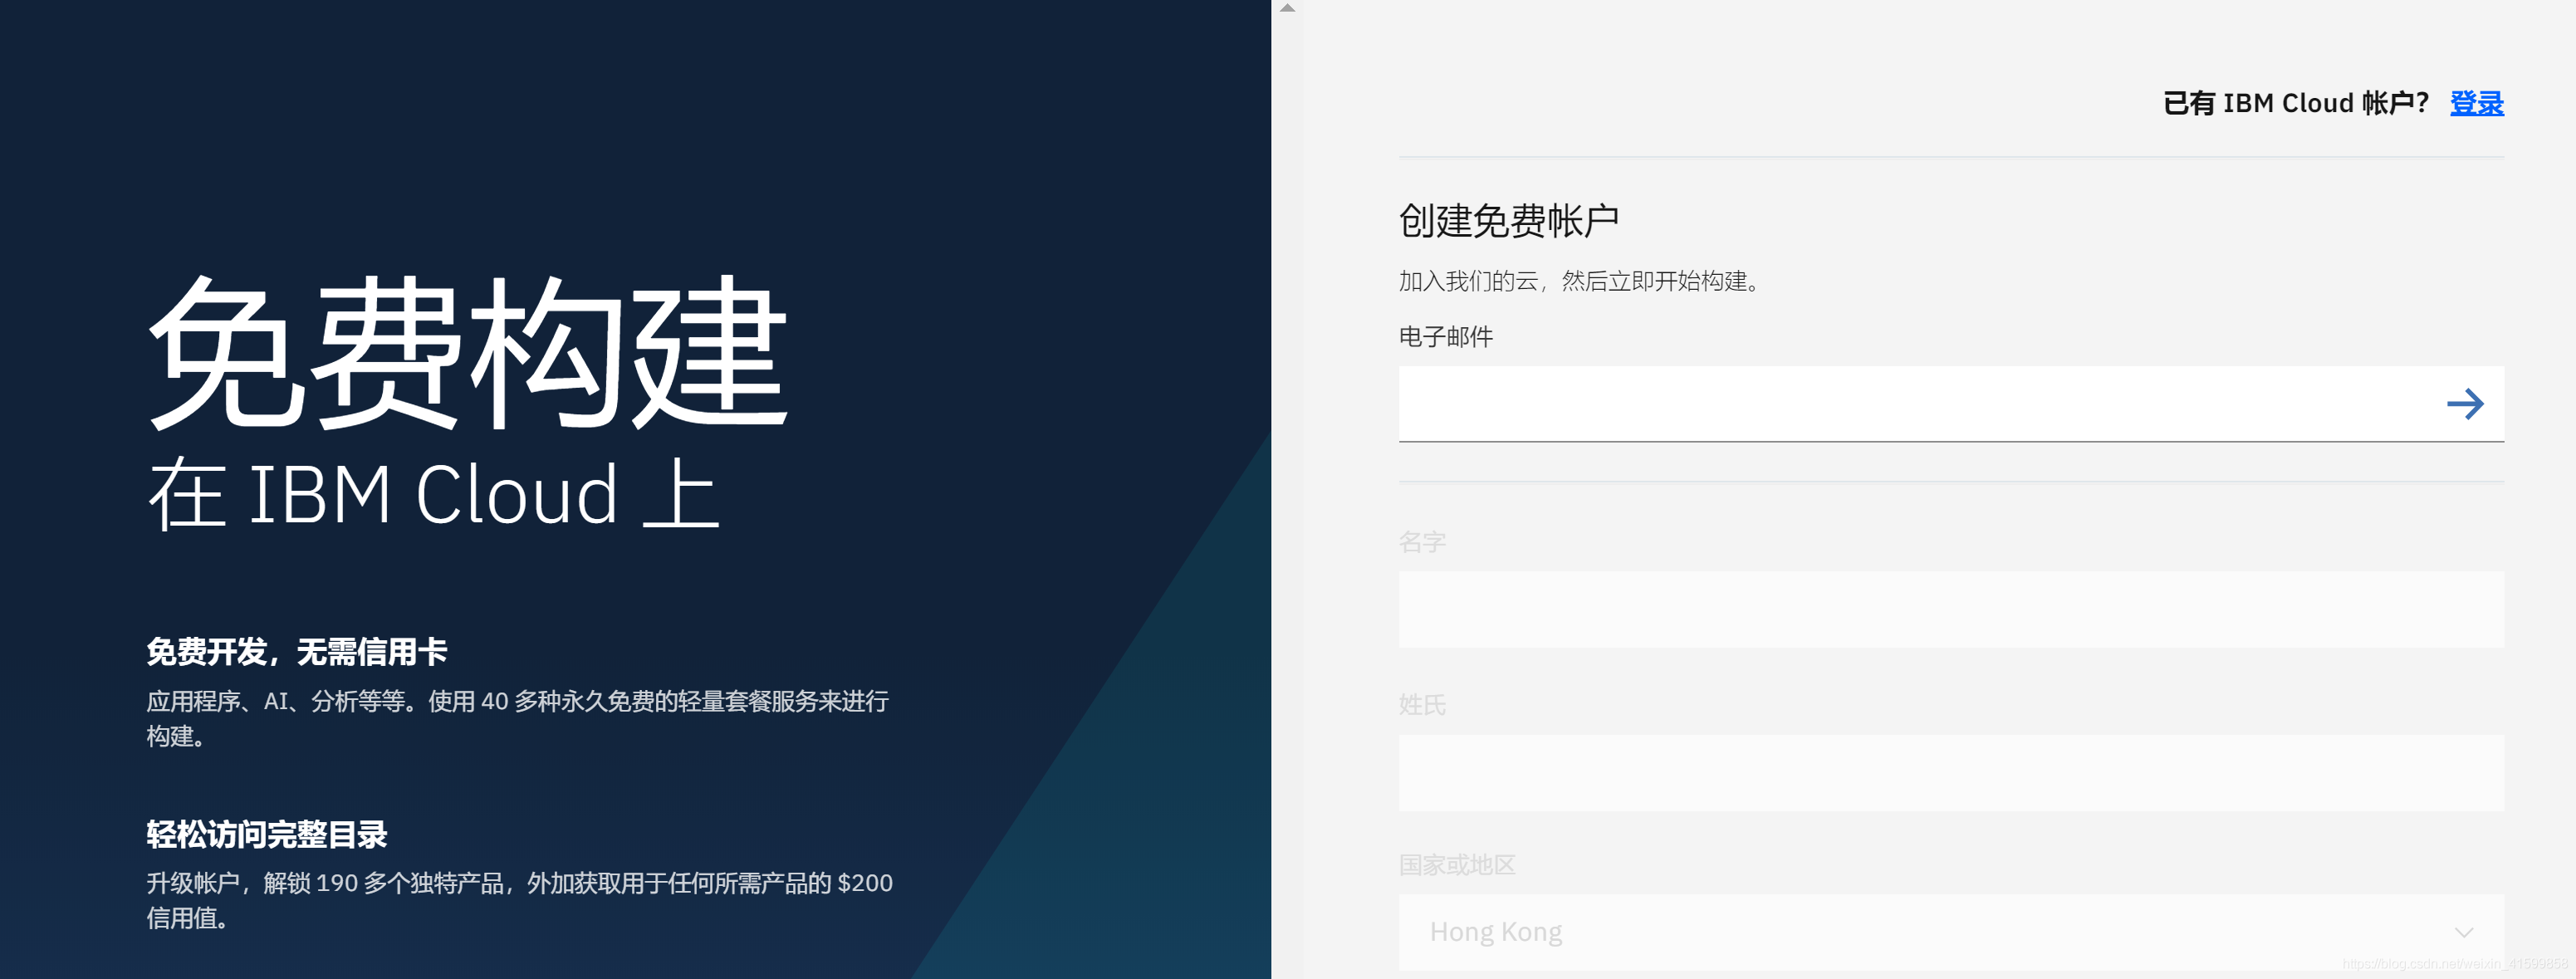 免费构建
在 IBM Cloud 上
免费开发，无需信用卡
应用程序、AI、分析等等。使用 40 多种永久免费的轻量套餐服务来进行
构建。
轻松访问完整目录
升级帐户，解锁 190 多个独特产品，外加获取用于任何所需产品的 $200
信用值。
已有 IBM Cloud 帐户？ 登录
创建免费帐户
加入我们的云，然后立即开始构建。
电子邮件
名字
姓氏
国家或地区
Hong Kong
https://blog.csdn.net/weixin_41599858